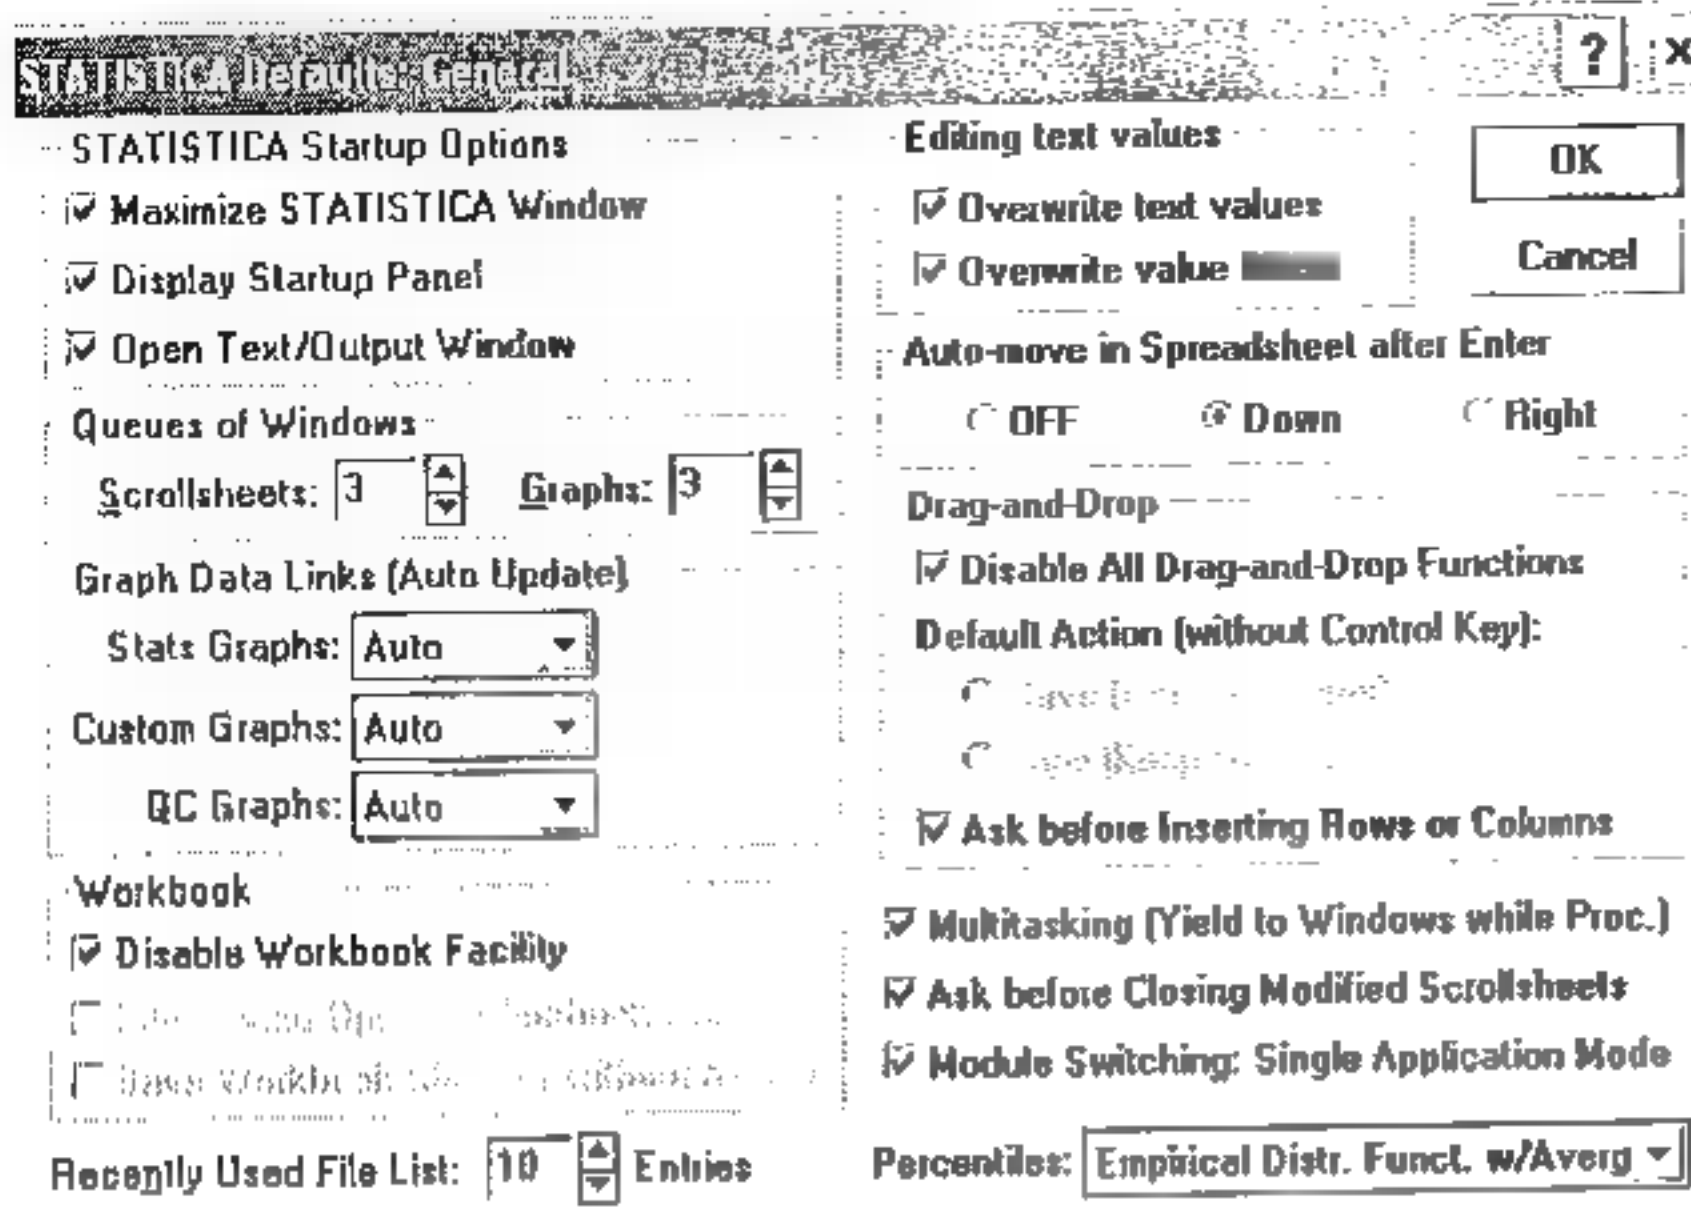 STATISTICA Defaults: General ? X
STATISTICA Startup Options
Maximize STATISTICA Window
Display Startup Panel
Open Text/Output Window
Queues of Windows
Scrollsheets: 3 Graphs: 3
Graph Data Links (Auto Update)
Stats Graphs: Auto
Custom Graphs: Auto
QC Graphs: Auto
Workbook
Disable Workbook Facility
Recently Used File List: 10 Entries
Editing text values
Overwrite text values
Overwrite value
OK
Cancel
Auto-move in Spreadsheet after Enter
OFF Down Right
Drag-and-Drop
Disable All Drag-and-Drop Functions
Default Action (without Control Key):
Ask before Inserting Rows or Columns
Multitasking (Yield to Windows while Proc.)
Ask before Closing Modified Scrollsheets
Module Switching: Single Application Mode
Percentiles: Empirical Distr. Funct. w/Averg